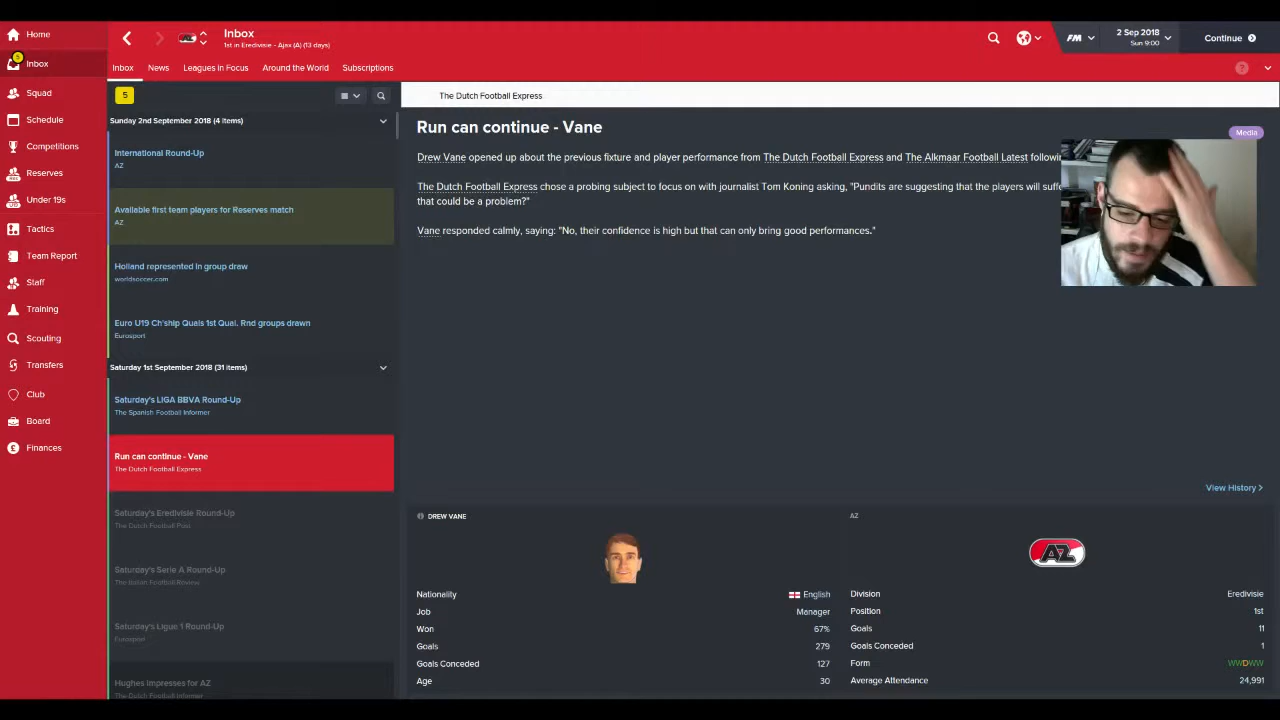 Home
Inbox
Squad
Schedule
Competitions
Reserves
Under 19s
Tactics
Team Report
Staff
Training
Scouting
Transfers
Club
Board
Finances
Inbox
1st in Eredivisie - Ajax (A) (13 days)
FM
2 Sep 2018
Sun 9:00
Continue
Inbox
News
Leagues in Focus
Around the World
Subscriptions
5
Sunday 2nd September 2018 (4 items)
International Round-Up
AZ
Available first team players for Reserves match
AZ
Holland represented in group draw
worldsoccer.com
Euro U19 Ch'ship Quals 1st Qual. Rnd groups drawn
Eurosport
Saturday 1st September 2018 (31 items)
Saturday's LIGA BBVA Round-Up
The Spanish Football Informer
Run can continue - Vane
The Dutch Football Express
Saturday's Eredivisie Round-Up
The Dutch Football Post
Saturday's Serie A Round-Up
The Italian Football Review
Saturday's Ligue 1 Round-Up
Eurosport
Hughes Impresses for AZ
The Dutch Football Informer
The Dutch Football Express
Run can continue - Vane
Media
Drew Vane opened up about the previous fixture and player performance from The Dutch Football Express and The Alkmaar Football Latest followin
The Dutch Football Express chose a probing subject to focus on with journalist Tom Koning asking, "Pundits are suggesting that the players will suffe
that could be a problem?"
Vane responded calmly, saying: "No, their confidence is high but that can only bring good performances."
View History >
DREW VANE
Nationality English
Job Manager
Won 67%
Goals 279
Goals Conceded 127
Age 30
AZ
AZ
Division Eredivisie
Position 1st
Goals 11
Goals Conceded 1
Form WWDWW
Average Attendance 24,991